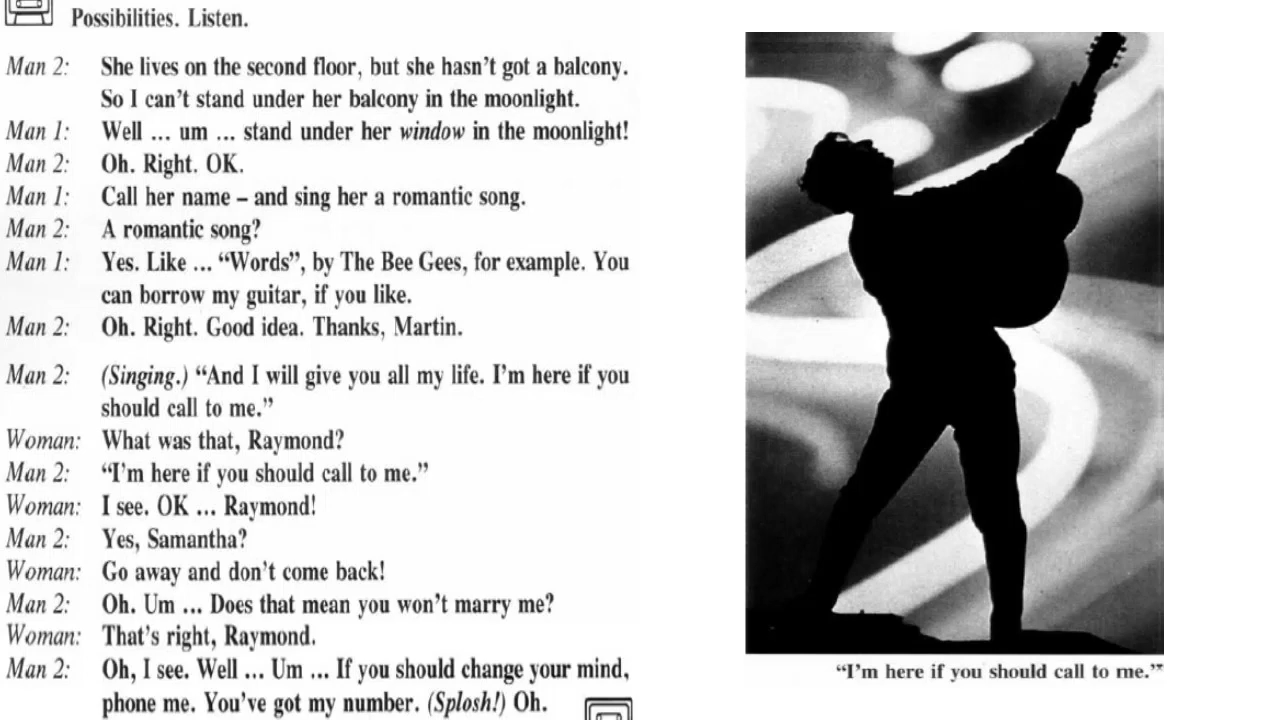 Possibilities. Listen.
Man 2: She lives on the second floor, but she hasn't got a balcony.
So I can't stand under her balcony in the moonlight.
Man 1: Well ... um ... stand under her window in the moonlight!
Man 2: Oh. Right. OK.
Man 1: Call her name – and sing her a romantic song.
Man 2: A romantic song?
Man 1: Yes. Like ... “Words”, by The Bee Gees, for example. You
can borrow my guitar, if you like.
Man 2: Oh. Right. Good idea. Thanks, Martin.
Man 2: (Singing.) “And I will give you all my life. I'm here if you
should call to me.”
Woman: What was that, Raymond?
Man 2: “I'm here if you should call to me.”
Woman: I see. OK ... Raymond!
Man 2: Yes, Samantha?
Woman: Go away and don't come back!
Man 2: Oh. Um ... Does that mean you won't marry me?
Woman: That's right, Raymond.
Man 2: Oh, I see. Well ... Um ... If you should change your mind,
phone me. You've got my number. (Splosh!) Oh.
“I'm here if you should call to me.”